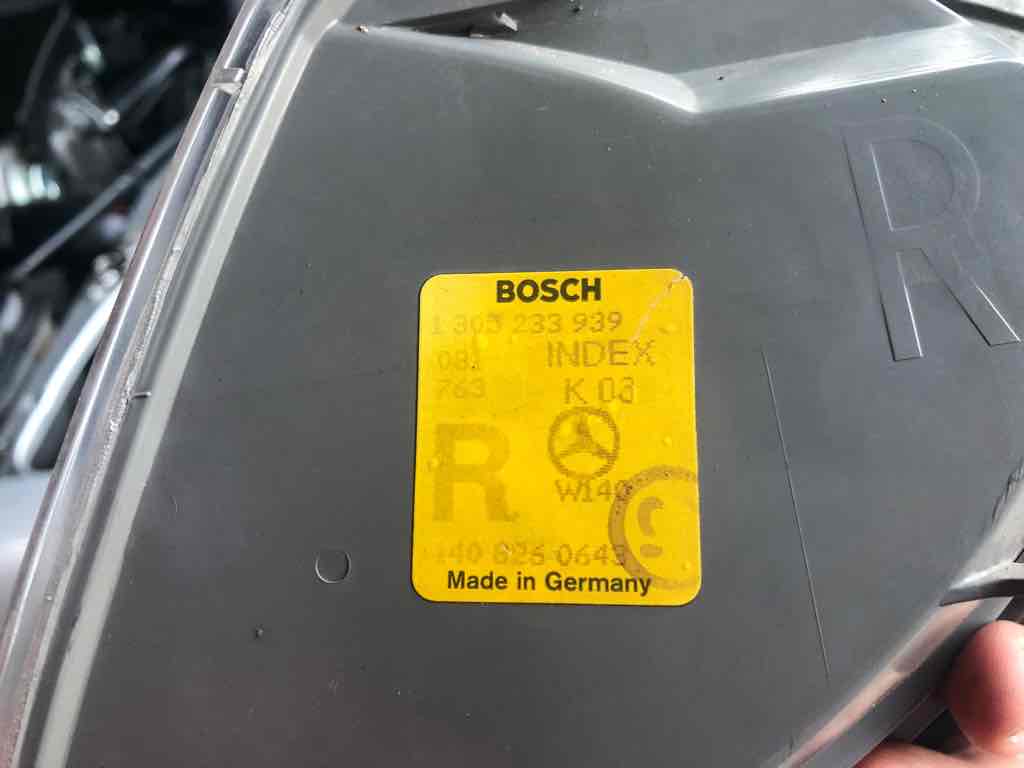 R
BOSCH
1 305 233 939
081 INDEX
763 K 03
R
W140
140 826 0643
Made in Germany